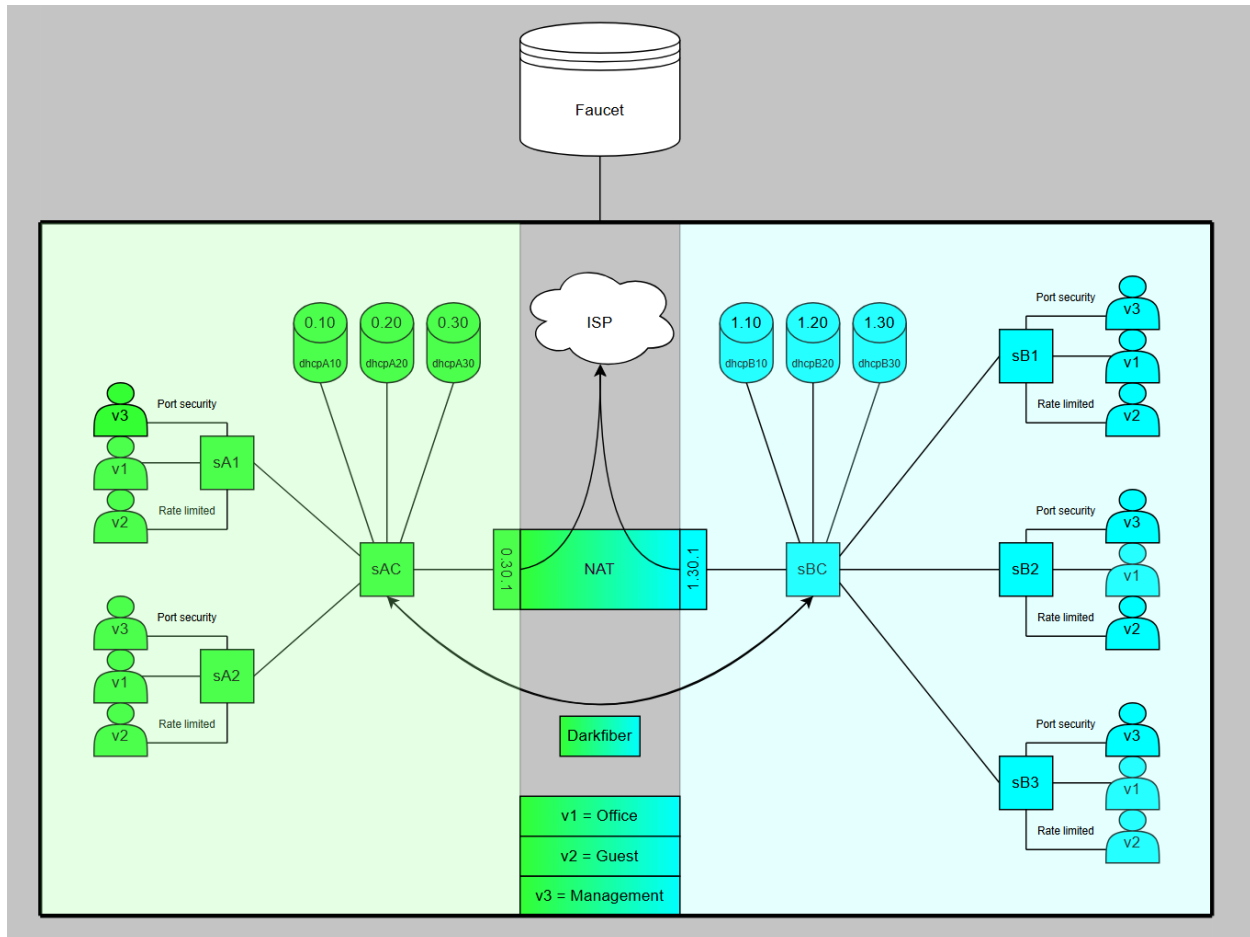 Faucet
ISP
0.10
dhcpA10
0.20
dhcpA20
0.30
dhcpA30
1.10
dhcpB10
1.20
dhcpB20
1.30
dhcpB30
v3
Port security
v1
sA1
v2
Rate limited
v3
Port security
v1
sA2
v2
Rate limited
sAC
0.30.1
NAT
1.30.1
sBC
Darkfiber
v1 = Office
v2 = Guest
v3 = Management
Port security
v3
sB1
v1
Rate limited
v2
Port security
v3
sB2
v1
Rate limited
v2
Port security
v3
sB3
v1
Rate limited
v2